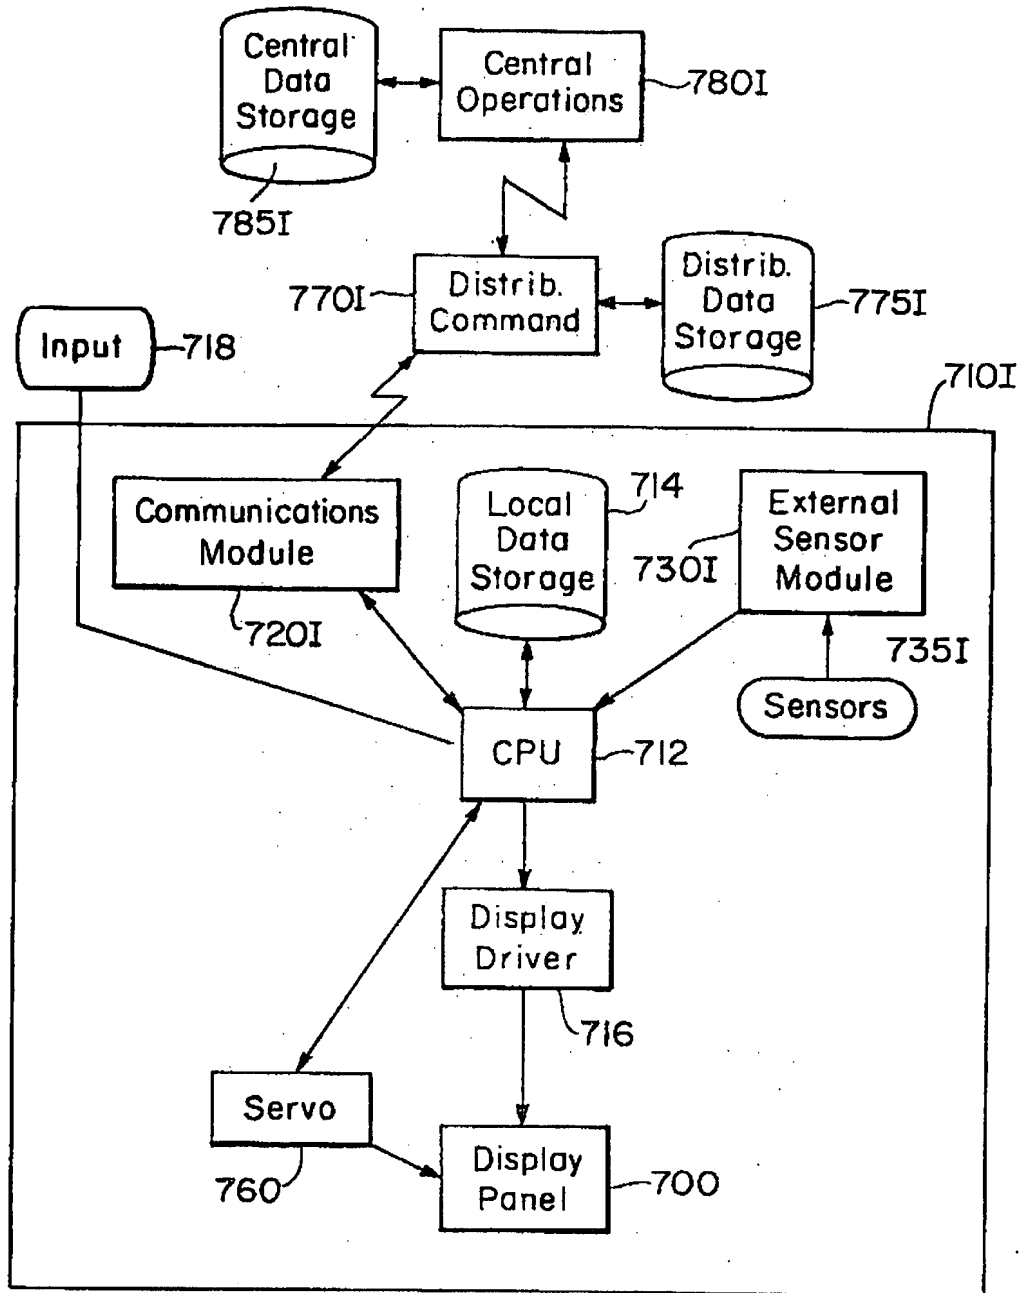 Central
Data
Storage
Central
Operations
780I
785I
770I
Distrib.
Command
Distrib.
Data
Storage
775I
Input
718
710I
Communications
Module
720I
Local
Data
Storage
714
External
Sensor
Module
730I
735I
Sensors
CPU
712
Display
Driver
716
Servo
760
Display
Panel
700